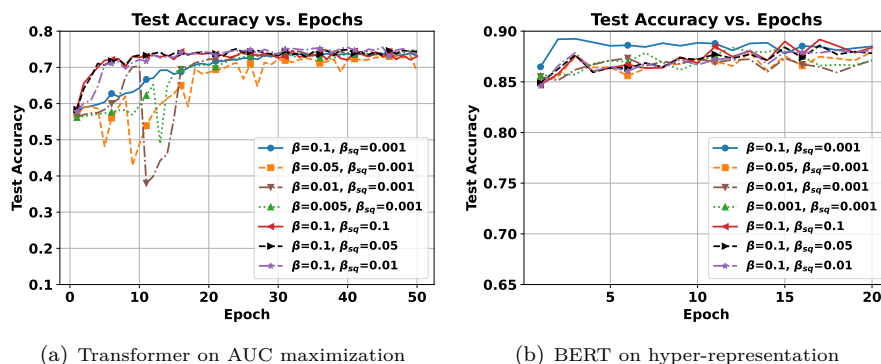 Test Accuracy vs. Epochs
0.8
0.7
0.6
0.5
0.4
0.3
0.2
0.1
Test Accuracy
0
10
20
30
40
50
Epoch
β=0.1, βsq=0.001
β=0.05, βsq=0.001
β=0.01, βsq=0.001
β=0.005, βsq=0.001
β=0.1, βsq=0.1
β=0.1, βsq=0.05
β=0.1, βsq=0.01
(a) Transformer on AUC maximization
Test Accuracy vs. Epochs
0.90
0.85
0.80
0.75
0.70
0.65
Test Accuracy
5
10
15
20
Epoch
β=0.1, βsq=0.001
β=0.05, βsq=0.001
β=0.01, βsq=0.001
β=0.001, βsq=0.001
β=0.1, βsq=0.1
β=0.1, βsq=0.05
β=0.1, βsq=0.01
(b) BERT on hyper-representation